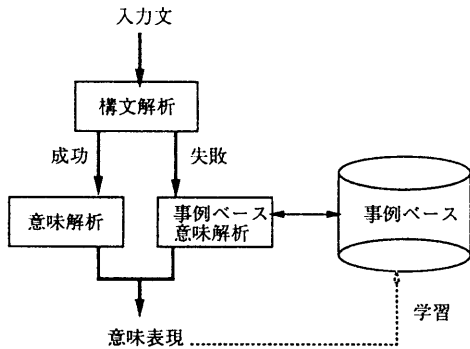 入力文
構文解析
成功
失敗
意味解析
事例ベース
意味解析
事例ベース
学習
意味表現